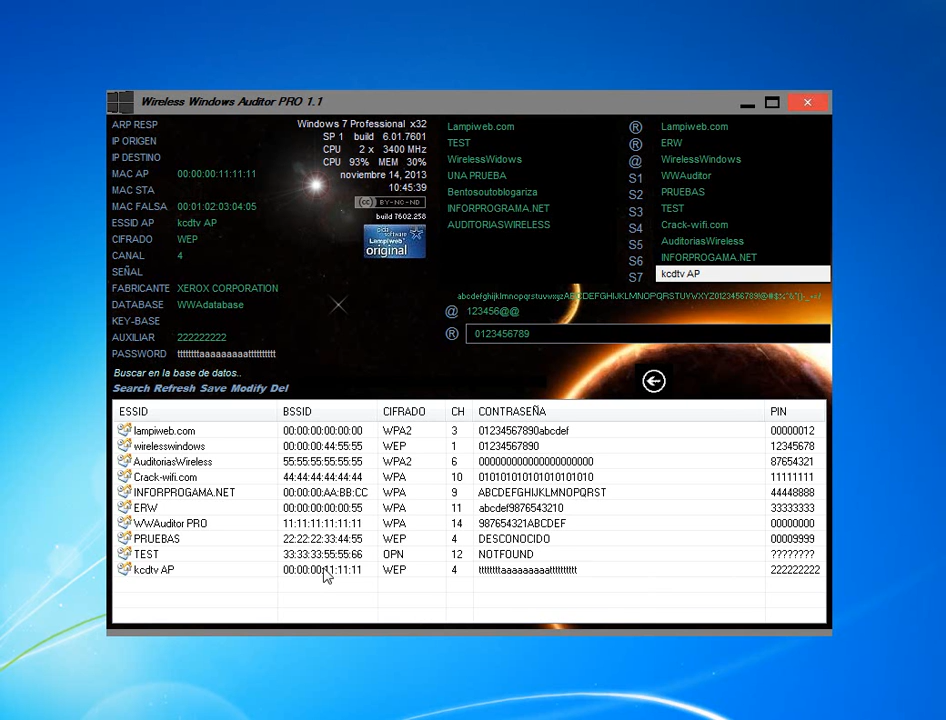 Wireless Windows Auditor PRO 1.1
ARP RESP
IP ORIGEN
IP DESTINO
MAC AP 00:00:00:11:11:11
MAC STA
MAC FALSA 00:01:02:03:04:05
ESSID AP kcdtv AP
CIFRADO WEP
CANAL 4
SEÑAL
FABRICANTE XEROX CORPORATION
DATABASE WWAdatabase
KEY-BASE
AUXILIAR 222222222
PASSWORD ttttttttaaaaaaaaatttttttttt
Windows 7 Professional x32
SP 1 build 6.01.7601
CPU 2 x 3400 MHz
CPU 93% MEM 30%
noviembre 14, 2013
10:45:39
cc BY-NC-ND
build 7602.258
software
Lampiweb
original
Lampiweb.com
TEST
WirelessWidows
UNA PRUEBA
Bentosoutoblogariza
INFORPROGRAMA.NET
AUDITORIASWIRELESS
® Lampiweb.com
® ERW
@ WirelessWindows
S1 WWAuditor
S2 PRUEBAS
S3 TEST
S4 Crack-wifi.com
S5 AuditoriasWireless
S6 INFORPROGAMA.NET
S7 kcdtv AP
@ 123456@@
® 0123456789
Buscar en la base de datos..
Search Refresh Save Modify Del
ESSID BSSID CIFRADO CH CONTRASEÑA PIN
lampiweb.com 00:00:00:00:00:00 WPA2 3 01234567890abcdef 00000012
wirelesswindows 00:00:00:44:55:55 WEP 1 01234567890 12345678
AuditoriasWireless 55:55:55:55:55:55 WPA2 6 00000000000000000000 87654321
Crack-wifi.com 44:44:44:44:44:44 WPA 10 01010101010101010101 11111111
INFORPROGAMA.NET 00:00:00:AA:BB:CC WPA 9 ABCDEFGHIJKLMNOPQRST 44448888
ERW 00:00:00:00:00:55 WPA 11 abcdef9876543210 33333333
WWAuditor PRO 11:11:11:11:11:11 WPA 14 987654321ABCDEF 00000000
PRUEBAS 22:22:22:33:44:55 WEP 4 DESCONOCIDO 00009999
TEST 33:33:33:55:55:66 OPN 12 NOTFOUND ????????
kcdtv AP 00:00:00:11:11:11 WEP 4 ttttttttaaaaaaaaatttttttttt 222222222